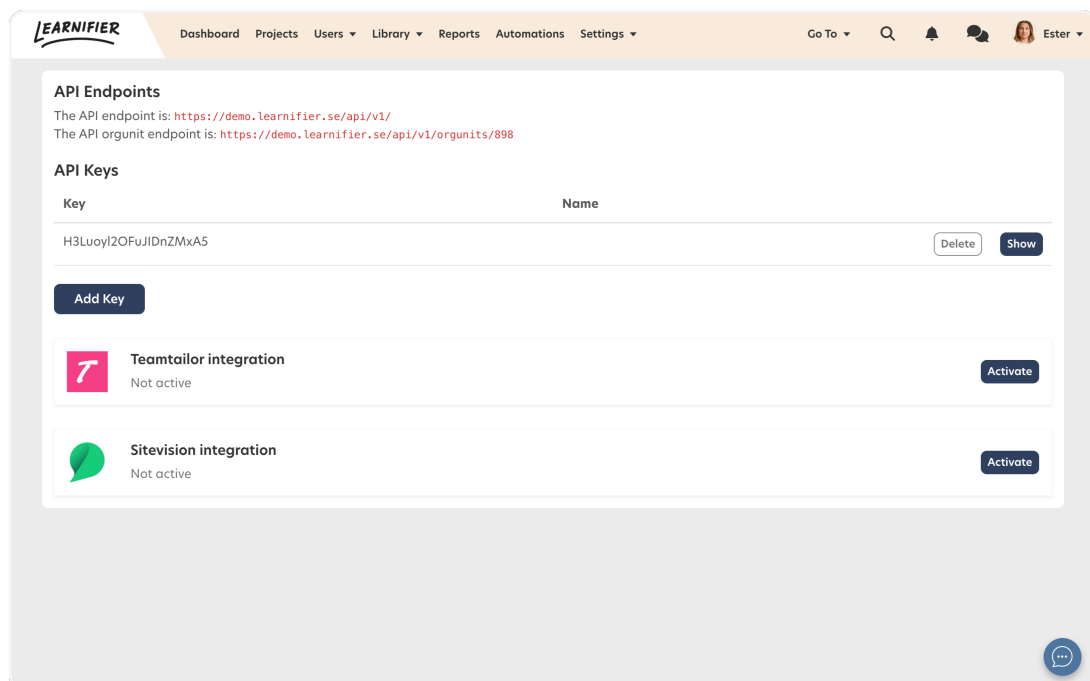 LEARNIFIER Dashboard Projects Users Library Reports Automations Settings Go To Ester
API Endpoints
The API endpoint is: https://demo.learnifier.se/api/v1/
The API orgunit endpoint is: https://demo.learnifier.se/api/v1/orgunits/898
API Keys
Key Name
H3Luoyl2OFuJIDnZMxA5 Delete Show
Add Key
Teamtailor integration
Not active
Activate
Sitevision integration
Not active
Activate